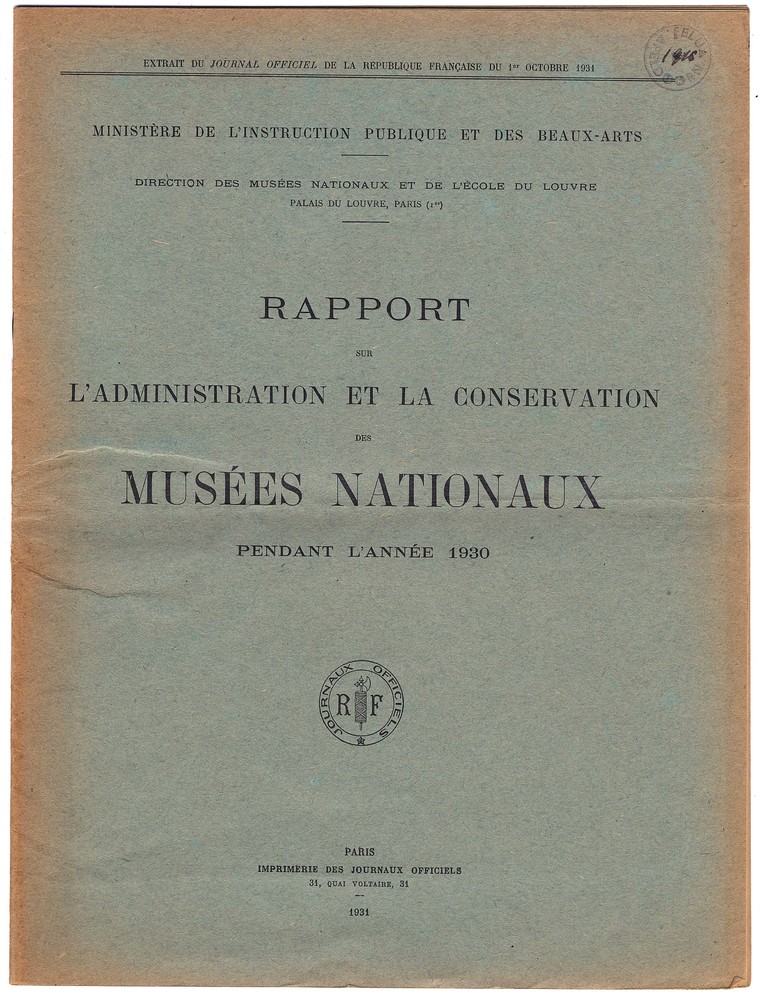 EXTRAIT DU JOURNAL OFFICIEL DE LA RÉPUBLIQUE FRANÇAISE DU 1er OCTOBRE 1931
MINISTÈRE DE L'INSTRUCTION PUBLIQUE ET DES BEAUX-ARTS
DIRECTION DES MUSÉES NATIONAUX ET DE L'ÉCOLE DU LOUVRE
PALAIS DU LOUVRE, PARIS (1er)
RAPPORT
SUR
L'ADMINISTRATION ET LA CONSERVATION
DES
MUSÉES NATIONAUX
PENDANT L'ANNÉE 1930
JOURNAUX OFFICIELS
R F
PARIS
IMPRIMERIE DES JOURNAUX OFFICIELS
31, QUAI VOLTAIRE, 31
1931